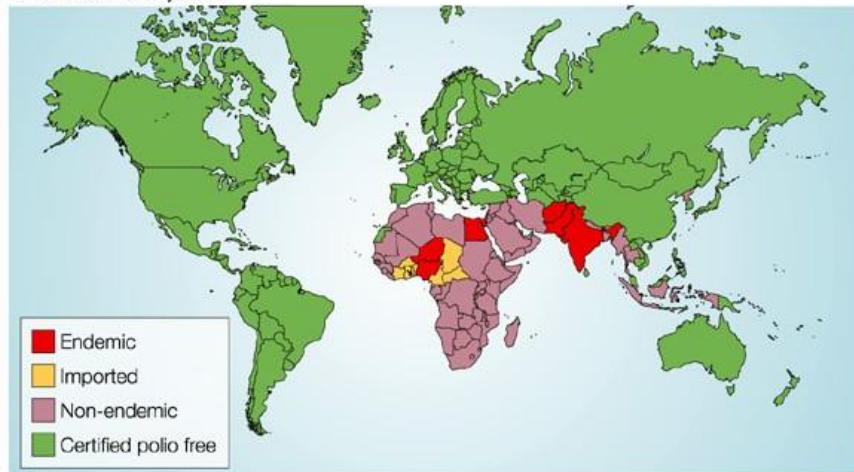 Endemic
Imported
Non-endemic
Certified polio free